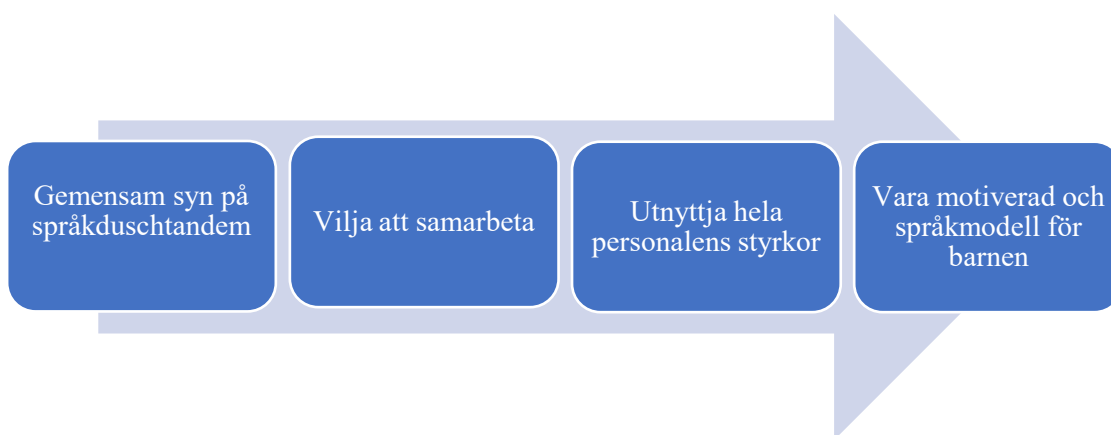 Gemensam syn på
språkduschtandem
Vilja att samarbeta
Utnyttja hela
personalens styrkor
Vara motiverad och
språkmodell för
barnen